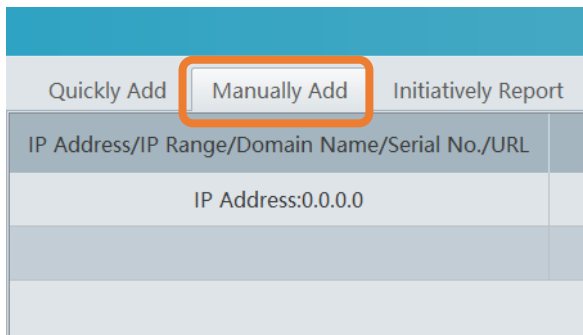 Quickly Add Manually Add Initiatively Report
IP Address/IP Range/Domain Name/Serial No./URL
IP Address:0.0.0.0